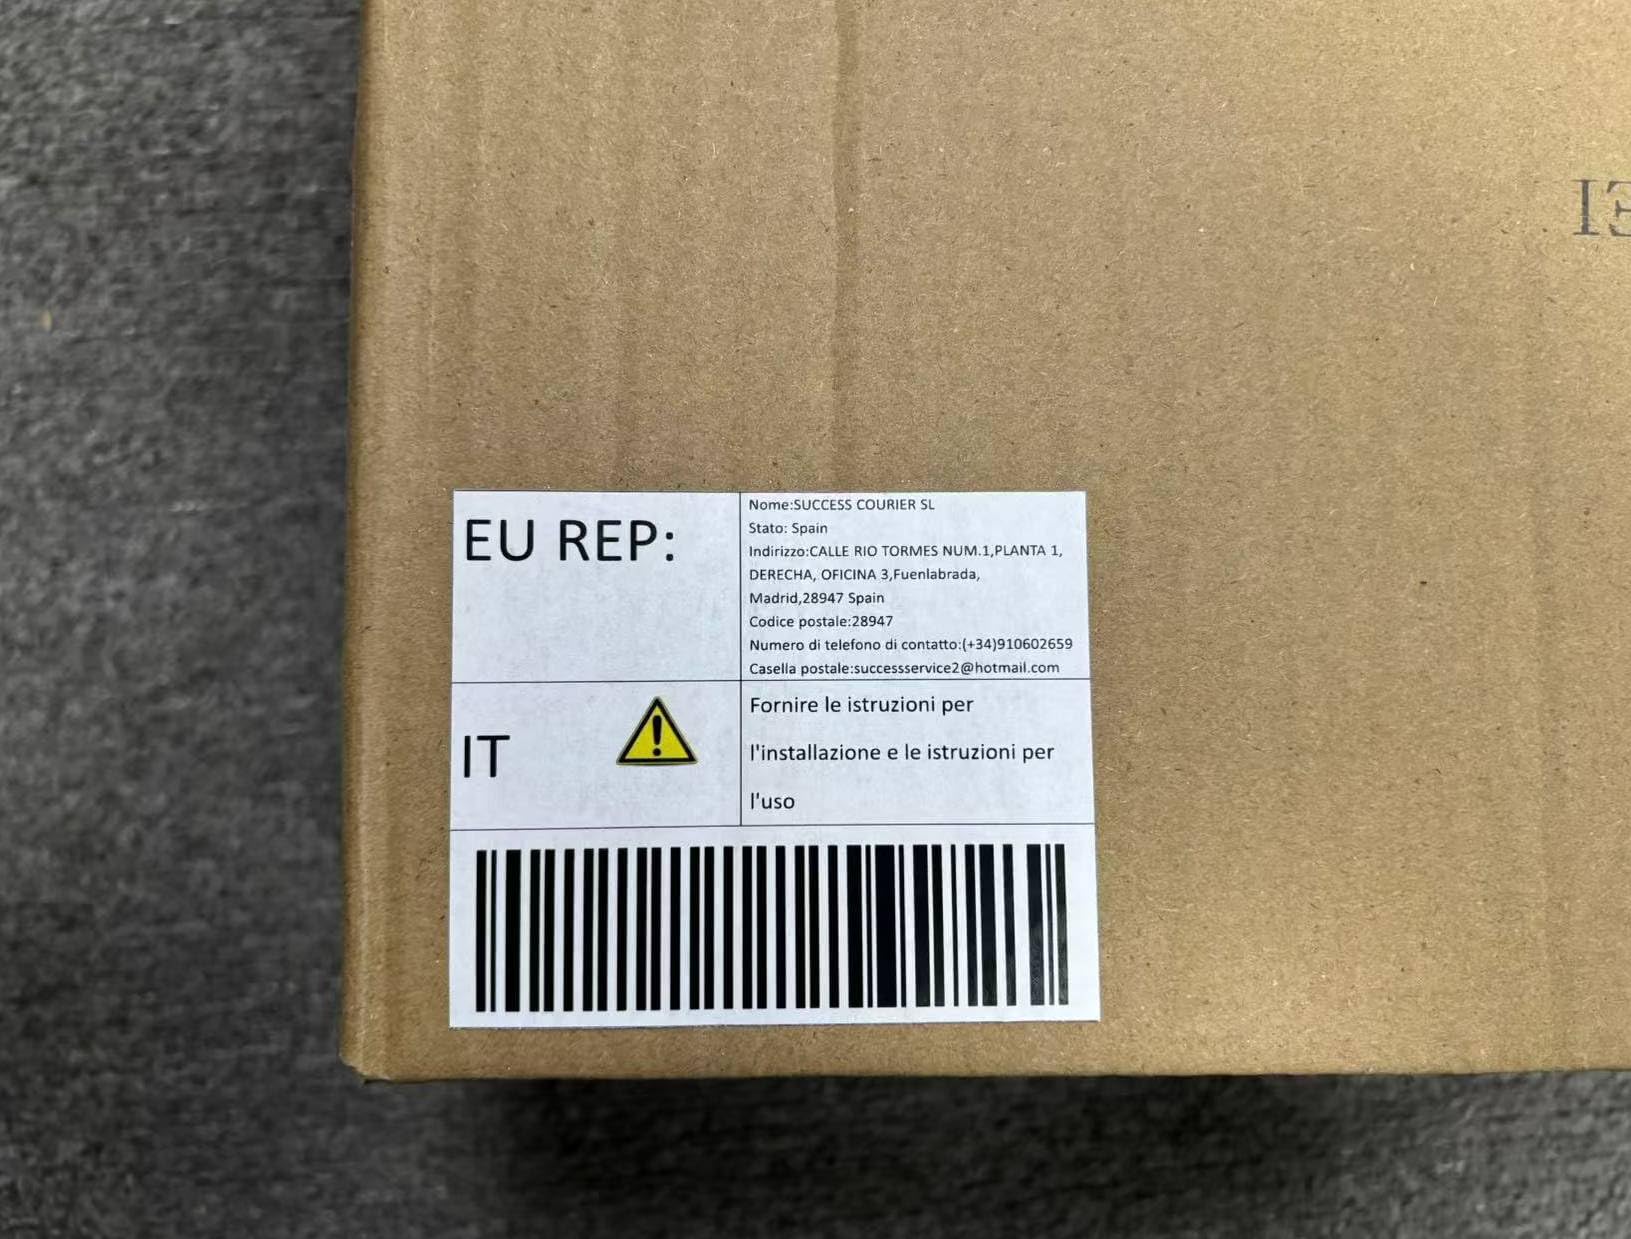 EU REP:
Nome:SUCCESS COURIER SL
Stato: Spain
Indirizzo:CALLE RIO TORMES NUM.1,PLANTA 1,
DERECHA, OFICINA 3,Fuenlabrada,
Madrid,28947 Spain
Codice postale:28947
Numero di telefono di contatto:(+34)910602659
Casella postale:successservice2@hotmail.com
IT
Fornire le istruzioni per
l'installazione e le istruzioni per
l'uso